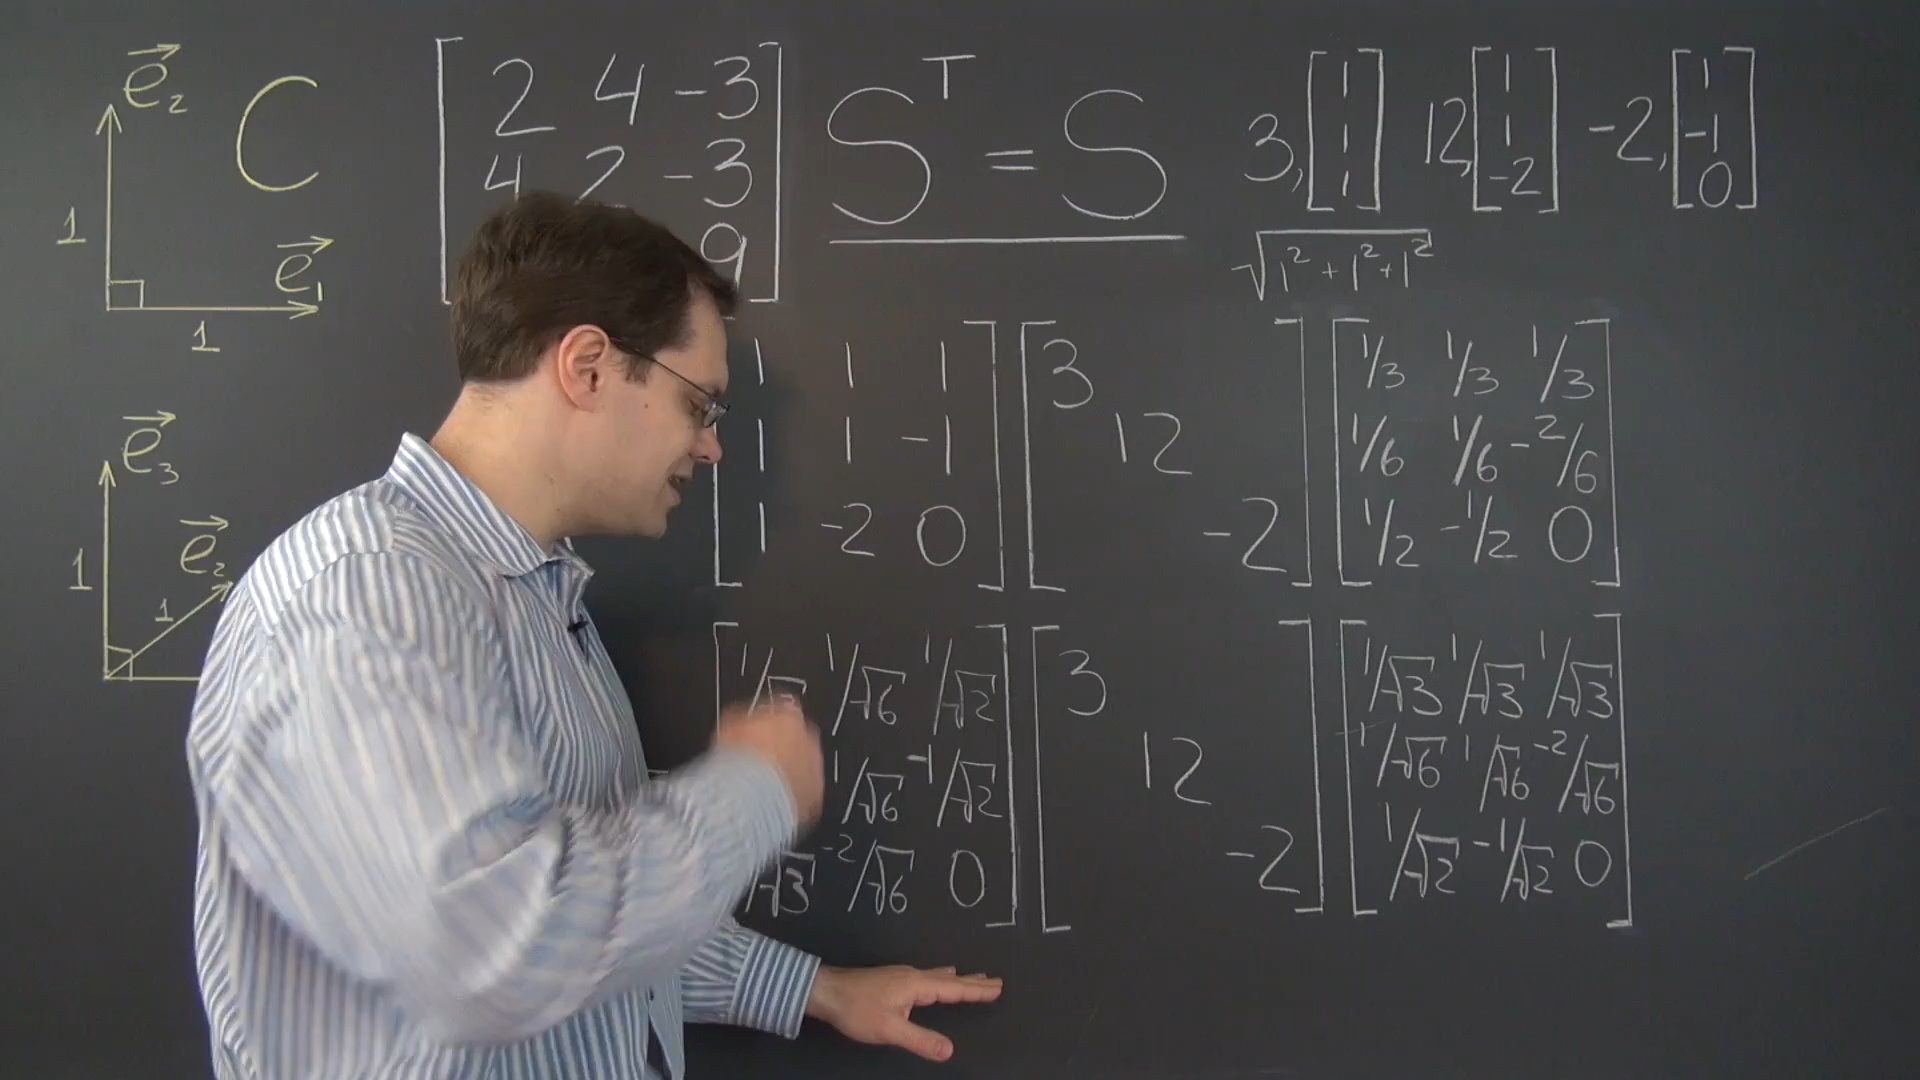 e₂ C
1
e₁
1
e₃
1 e₂
1
2 4 -3
4 2 -3
9
Sᵀ = S
3, [1 1 1] 12, [1 1 -2] -2, [1 -1 0]
√1² + 1² + 1²
1 1 1
1 1 -1
1 -2 0
3
12
-2
1/3 1/3 1/3
1/6 1/6 -2/6
1/2 -1/2 0
1/√3 1/√6 1/√2
1/√6 -1/√2
/√3 -2/√6 0
3
12
-2
1/√3 1/√3 1/√3
1/√6 1/√6 -2/√6
1/√2 -1/√2 0